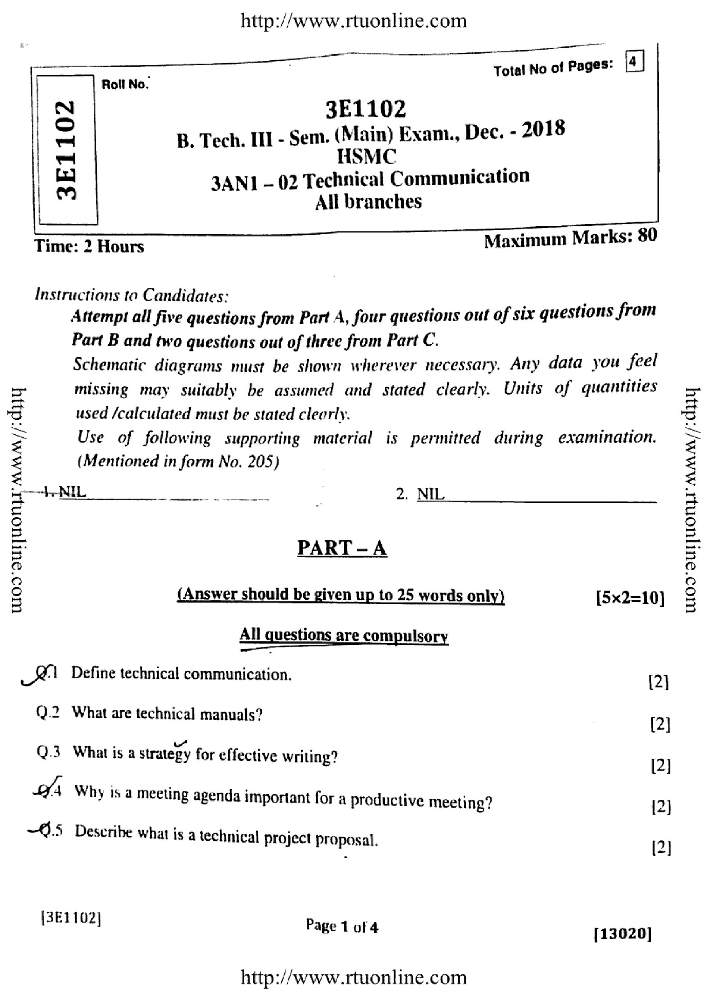 http://www.rtuonline.com
Roll No.
Total No of Pages: 4
3E1102
3E1102
B. Tech. III - Sem. (Main) Exam., Dec. - 2018
HSMC
3AN1 – 02 Technical Communication
All branches
Time: 2 Hours
Maximum Marks: 80
Instructions to Candidates:
Attempt all five questions from Part A, four questions out of six questions from
Part B and two questions out of three from Part C.
Schematic diagrams must be shown wherever necessary. Any data you feel
missing may suitably be assumed and stated clearly. Units of quantities
used /calculated must be stated clearly.
Use of following supporting material is permitted during examination.
(Mentioned in form No. 205)
1. NIL
2. NIL
PART – A
(Answer should be given up to 25 words only)
[5×2=10]
All questions are compulsory
Q.1 Define technical communication.
[2]
Q.2 What are technical manuals?
[2]
Q.3 What is a strategy for effective writing?
[2]
Q.4 Why is a meeting agenda important for a productive meeting?
[2]
Q.5 Describe what is a technical project proposal.
[2]
[3E1102]
Page 1 of 4
[13020]
http://www.rtuonline.com
http://www.rtuonline.com
http://www.rtuonline.com